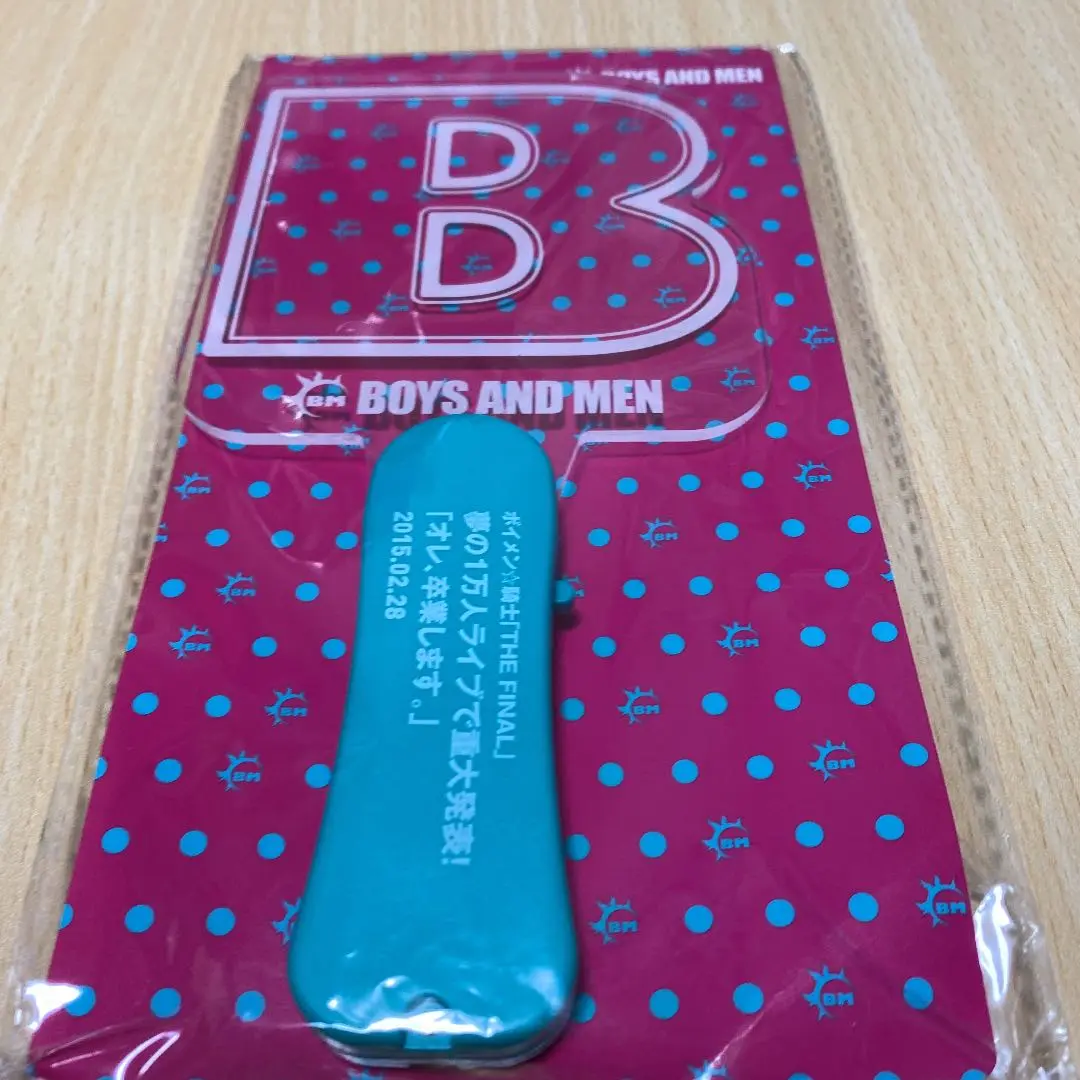 BOYS AND MEN
B
BM BOYS AND MEN
ボイメン☆騎士「THE FINAL」
夢の1万人ライブで重大発表!
「オレ、卒業します。」
2015.02.28
BM